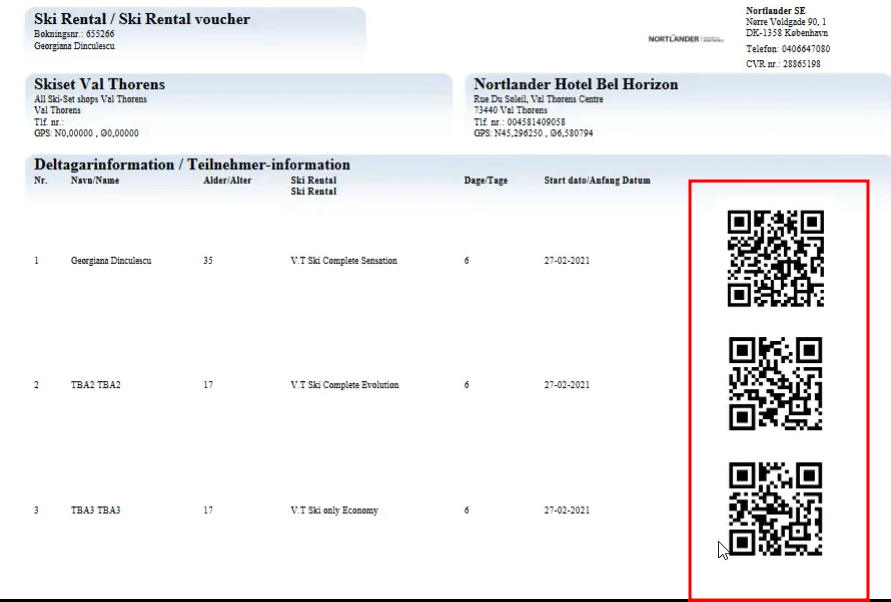 Ski Rental / Ski Rental voucher
Bokningsnr.: 655266
Georgiana Dinculescu
NORTLANDER
Nortlander SE
Nørre Voldgade 90, 1
DK-1358 København
Telefon: 0406647080
CVR nr.: 28865198
Skiset Val Thorens
All Ski-Set shops Val Thorens
Val Thorens
Tlf. nr.:
GPS: N0,00000 , Ø0,00000
Nortlander Hotel Bel Horizon
Rue Du Soleil, Val Thorens Centre
73440 Val Thorens
Tlf. nr.: 004581409058
GPS: N45,296250 , Ø6,580794
Deltagarinformation / Teilnehmer-information
Nr. Navn/Name Alder/Alter Ski Rental Dage/Tage Start dato/Anfang Datum
Ski Rental
1 Georgiana Dinculescu 35 V.T Ski Complete Sensation 6 27-02-2021
2 TBA2 TBA2 17 V.T Ski Complete Evolution 6 27-02-2021
3 TBA3 TBA3 17 V.T Ski only Economy 6 27-02-2021